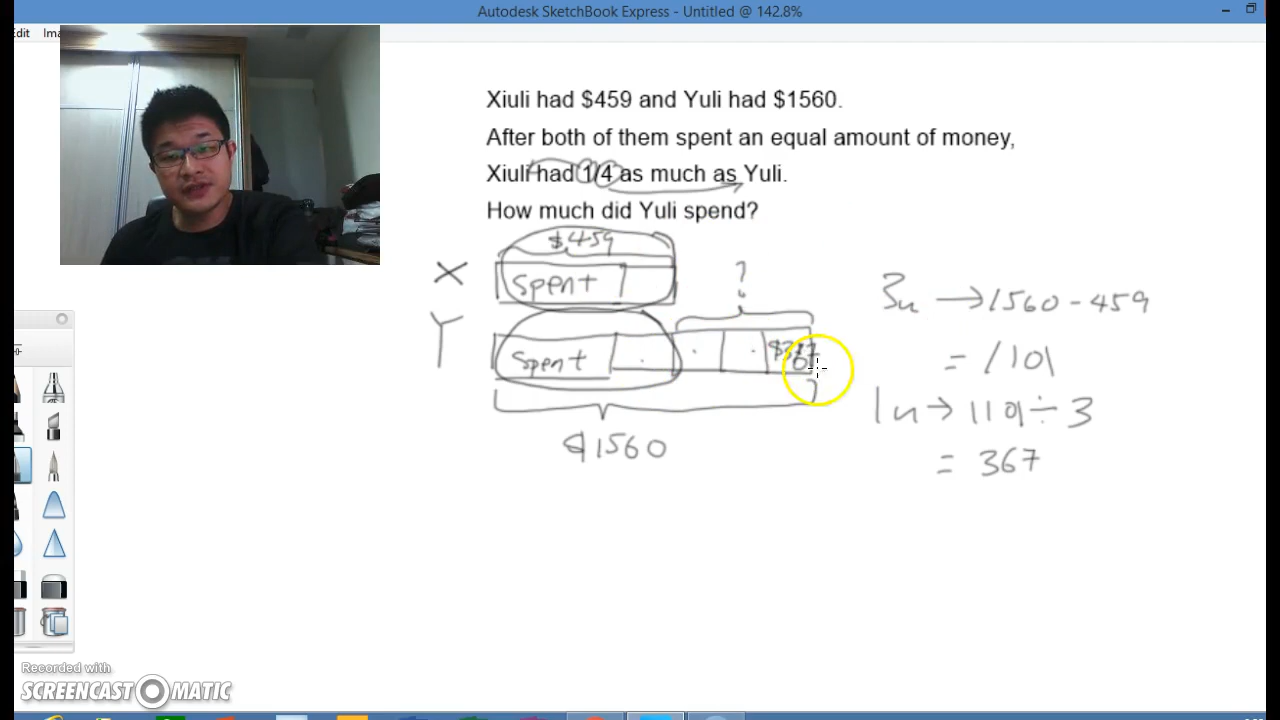 Autodesk SketchBook Express - Untitled @ 142.8%
dit Ima
Xiuli had $459 and Yuli had $1560.
After both of them spent an equal amount of money,
Xiuli had 1/4 as much as Yuli.
How much did Yuli spend?
$459
X spent
?
Y spent
$1560
3u → 1560 - 459
= 1101
1u → 1101 ÷ 3
= 367
Recorded with
SCREENCAST O MATIC